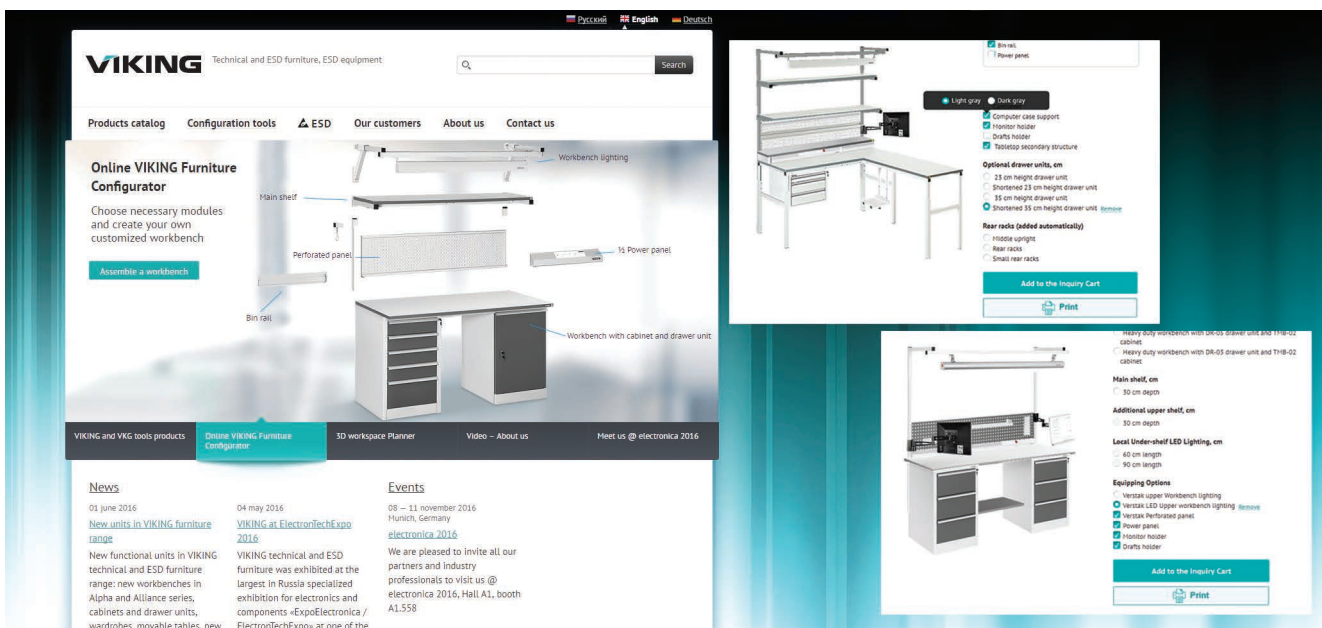 Русский English Deutsch
VIKING Technical and ESD furniture, ESD equipment
Search
Products catalog Configuration tools ESD Our customers About us Contact us
Online VIKING Furniture
Configurator
Choose necessary modules
and create your own
customized workbench
Assemble a workbench
Workbench lighting
Main shelf
Perforated panel
½ Power panel
Bin rail
Workbench with cabinet and drawer unit
VIKING and VKG tools products
Online VIKING Furniture
Configurator
3D workspace Planner
Video – About us
Meet us @ electronica 2016
News
01 june 2016
New units in VIKING furniture
range
New functional units in VIKING
technical and ESD furniture
range: new workbenches in
Alpha and Alliance series,
cabinets and drawer units,
wardrobes, movable tables, new
04 may 2016
VIKING at ElectronTechExpo
2016
VIKING technical and ESD
furniture was exhibited at the
largest in Russia specialized
exhibition for electronics and
components «ExpoElectronica /
ElectronTechExpo» at one of the
Events
08 — 11 november 2016
Munich, Germany
electronica 2016
We are pleased to invite all our
partners and industry
professionals to visit us @
electronica 2016, Hall A1, booth
A1.558
Bin rail
Power panel
Light gray Dark gray
Computer case support
Monitor holder
Drafts holder
Tabletop secondary structure
Optional drawer units, cm
23 cm height drawer unit
Shortened 23 cm height drawer unit
35 cm height drawer unit
Shortened 35 cm height drawer unit Remove
Rear racks (added automatically)
Middle upright
Rear racks
Small rear racks
Add to the Inquiry Cart
Print
Heavy duty workbench with DR-05 drawer unit and TMB-02
cabinet
Heavy duty workbench with DR-03 drawer unit and TMB-02
cabinet
Main shelf, cm
30 cm depth
Additional upper shelf, cm
30 cm depth
Local Under-shelf LED Lighting, cm
60 cm length
90 cm length
Equipping Options
Verstak upper Workbench lighting
Verstak LED Upper workbench lighting Remove
Verstak Perforated panel
Power panel
Monitor holder
Drafts holder
Add to the Inquiry Cart
Print